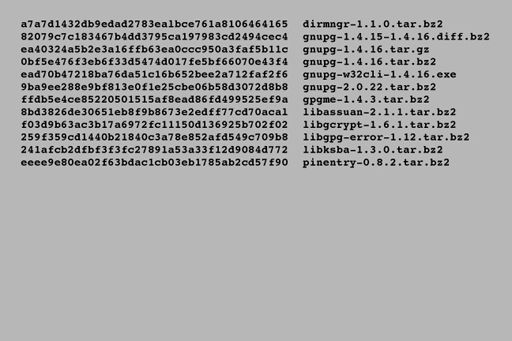 a7a7d1432db9edad2783ea1bce761a8106464165  dirmngr-1.1.0.tar.bz2
82079c7c183467b4dd3795ca197983cd2494cec4  gnupg-1.4.15-1.4.16.diff.bz2
ea40324a5b2e3a16ffb63ea0ccc950a3faf5b11c  gnupg-1.4.16.tar.gz
0bf5e476f3eb6f33d5474d017fe5bf66070e43f4  gnupg-1.4.16.tar.bz2
ead70b47218ba76da51c16b652bee2a712faf2f6  gnupg-w32cli-1.4.16.exe
9ba9ee288e9bf813e0f1e25cbe06b58d3072d8b8  gnupg-2.0.22.tar.bz2
ffdb5e4ce85220501515af8ead86fd499525ef9a  gpgme-1.4.3.tar.bz2
8bd3826de30651eb8f9b8673e2edff77cd70aca1  libassuan-2.1.1.tar.bz2
f03d9b63ac3b17a6972fc11150d136925b702f02  libgcrypt-1.6.1.tar.bz2
259f359cd1440b21840c3a78e852afd549c709b8  libgpg-error-1.12.tar.bz2
241afcb2dfbf3f3fc27891a53a33f12d9084d772  libksba-1.3.0.tar.bz2
eeee9e80ea02f63bdac1cb03eb1785ab2cd57f90  pinentry-0.8.2.tar.bz2